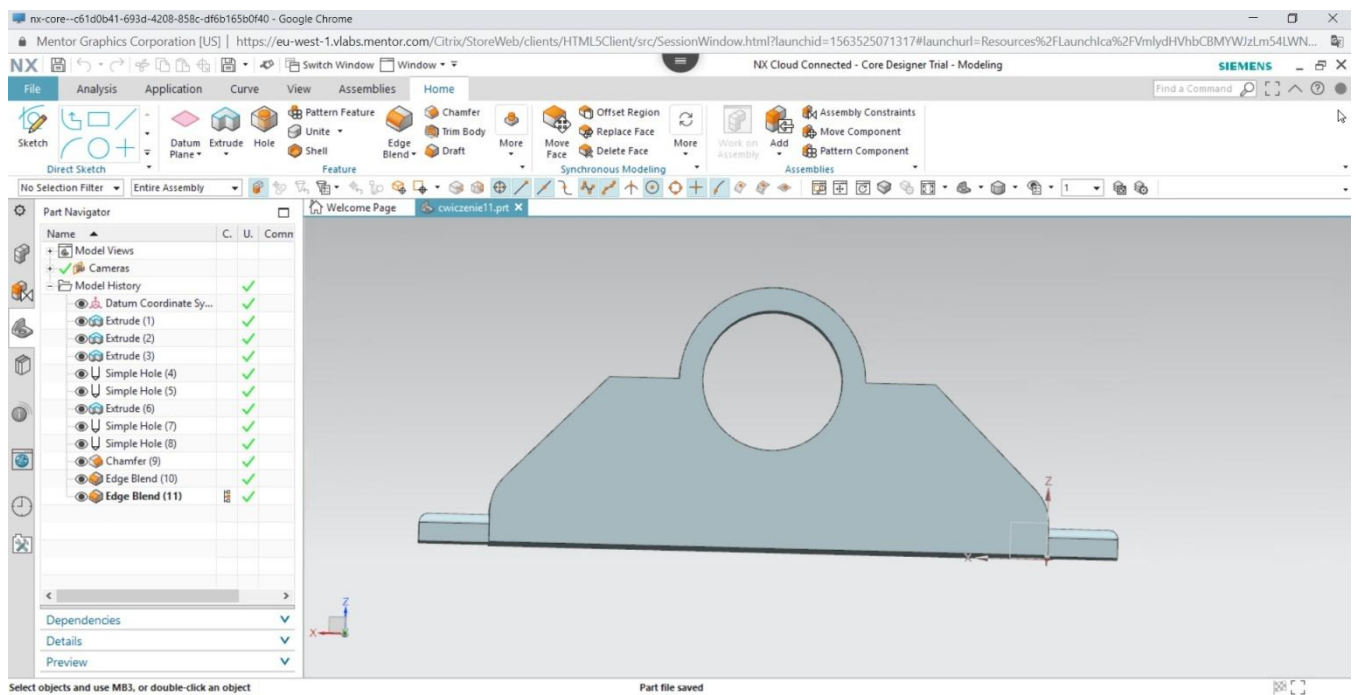 nx-core--c61d0b41-693d-4208-858c-df6b165b0f40 - Google Chrome
Mentor Graphics Corporation [US] | https://eu-west-1.vlabs.mentor.com/Citrix/StoreWeb/clients/HTML5Client/src/SessionWindow.html?launchid=1563525071317#launchurl=Resources%2FLaunchIca%2FVmlydHVhbCBMYWJzLm54LWN...
NX Switch Window Window NX Cloud Connected - Core Designer Trial - Modeling SIEMENS
File Analysis Application Curve View Assemblies Home Find a Command
Pattern Feature Chamfer Offset Region Assembly Constraints
Unite Trim Body Replace Face Move Component
Sketch Datum Plane Extrude Hole Shell Edge Blend Draft More Move Face Delete Face More Work on Assembly Add Pattern Component
Direct Sketch Feature Synchronous Modeling Assemblies
No Selection Filter Entire Assembly 1
Part Navigator Welcome Page cwiczenie11.prt
Name C. U. Comm
Model Views
Cameras
Model History
Datum Coordinate Sy...
Extrude (1)
Extrude (2)
Extrude (3)
Simple Hole (4)
Simple Hole (5)
Extrude (6)
Simple Hole (7)
Simple Hole (8)
Chamfer (9)
Edge Blend (10)
Edge Blend (11)
Z
X
Z
X
Dependencies
Details
Preview
Select objects and use MB3, or double-click an object Part file saved